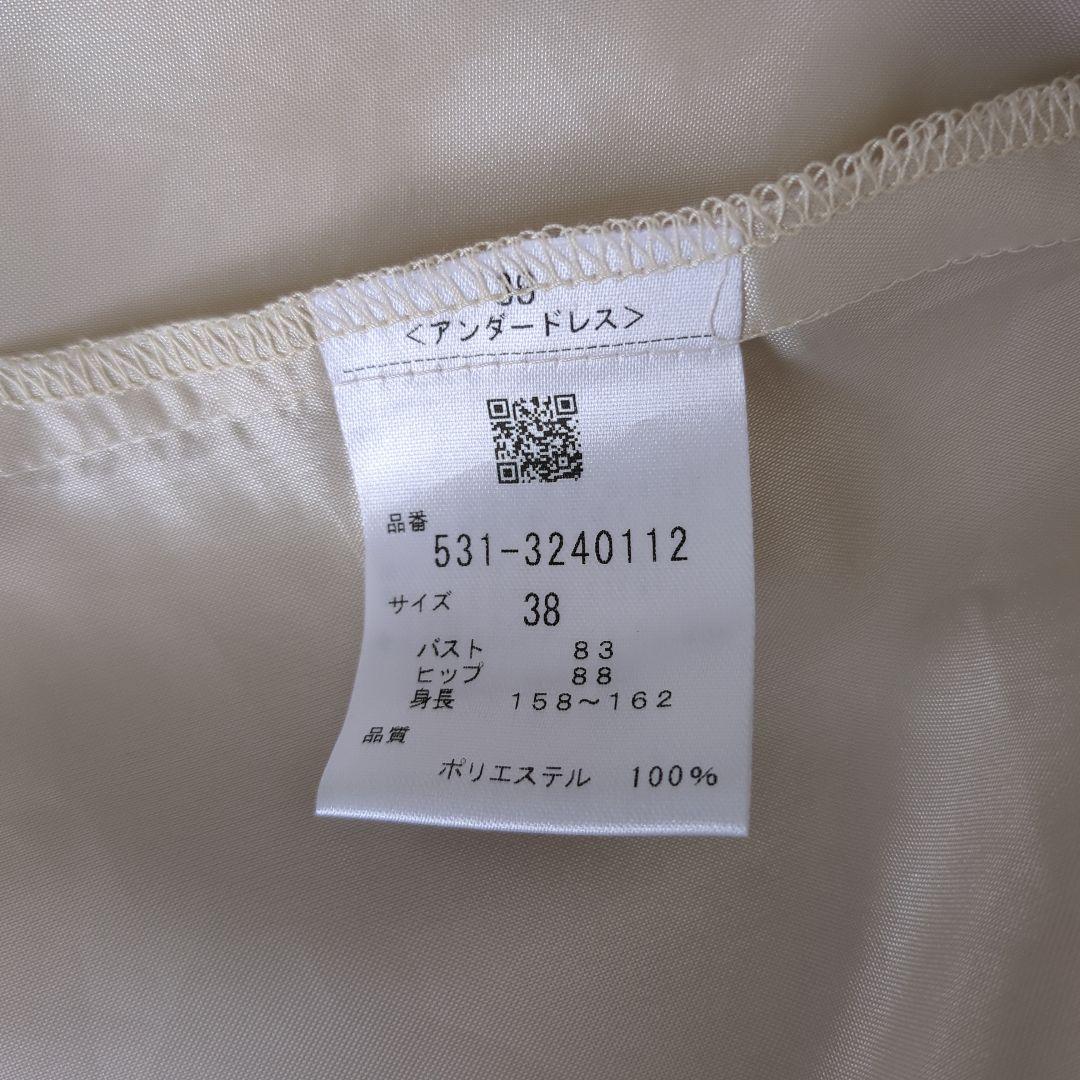 <アンダードレス>
品番
531-3240112
サイズ 38
バスト 83
ヒップ 88
身長 158～162
品質
ポリエステル 100%